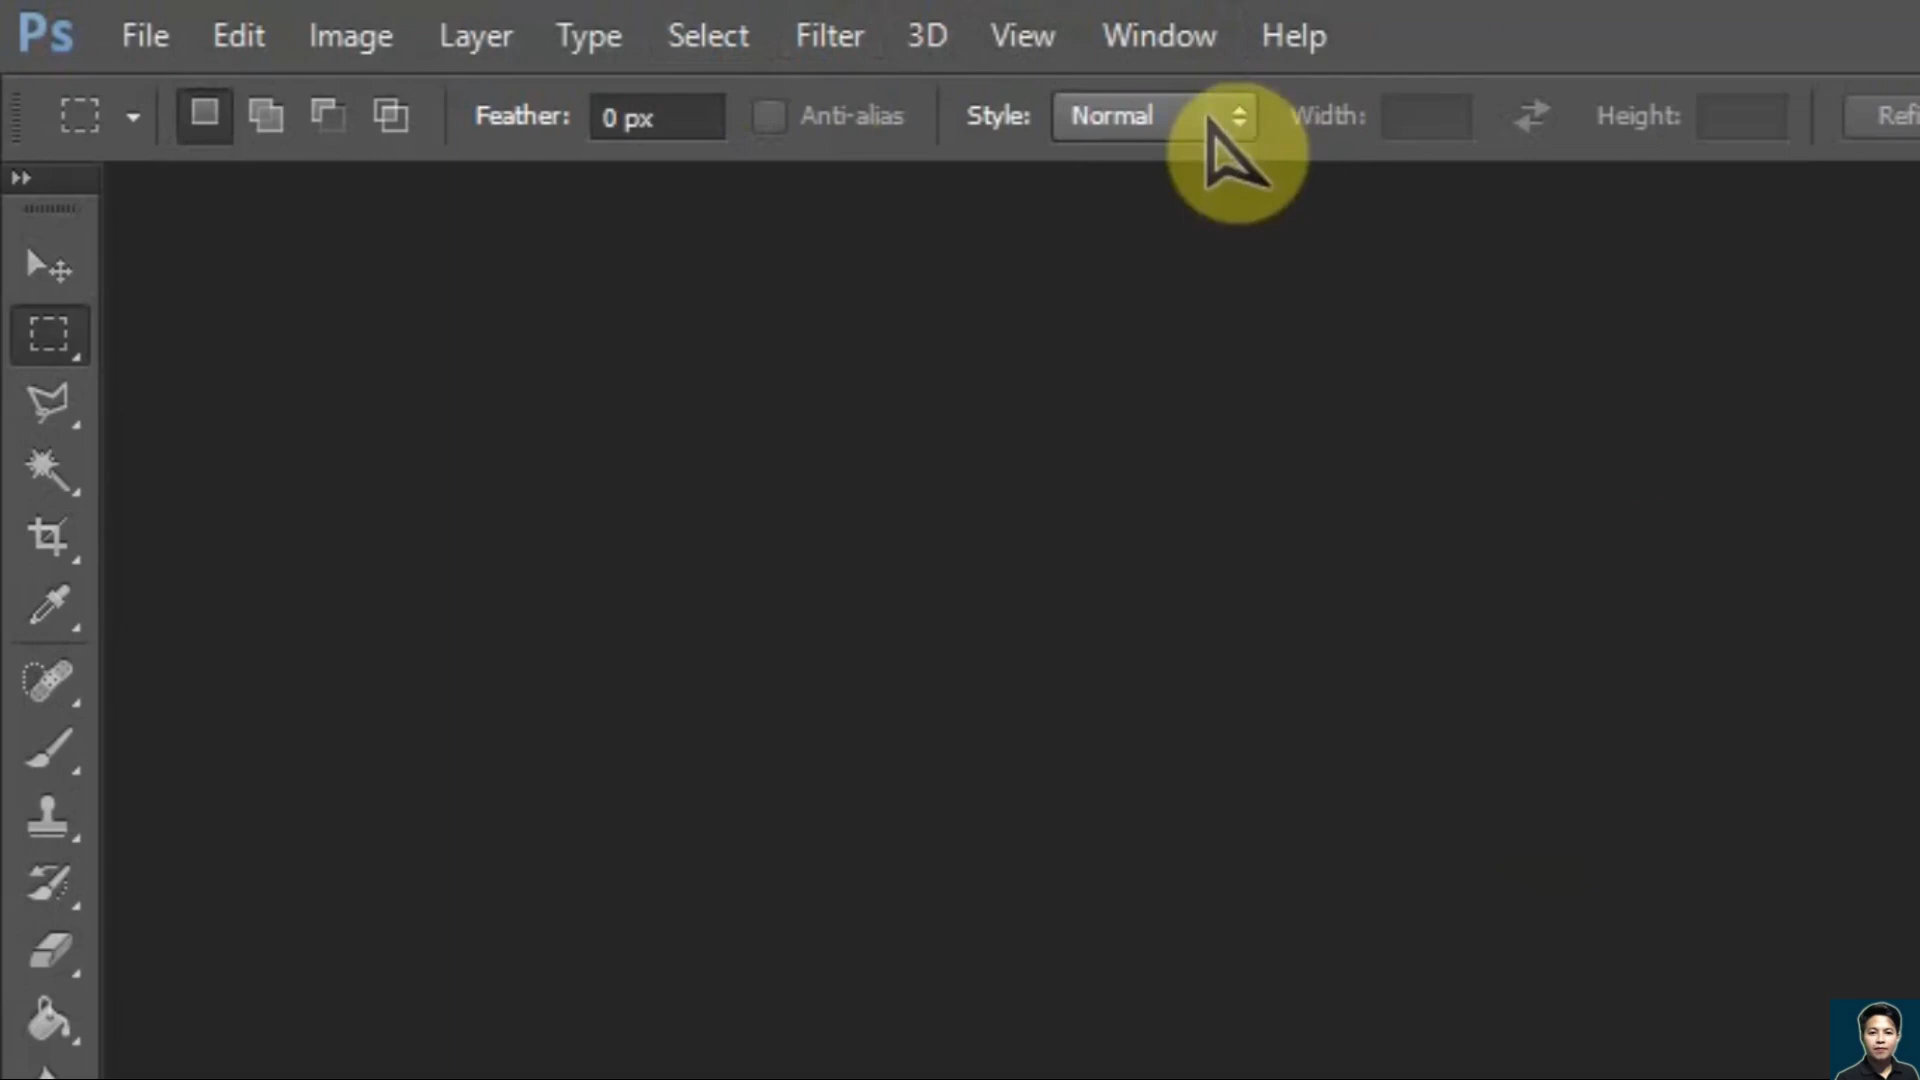 Ps File Edit Image Layer Type Select Filter 3D View Window Help
Feather: 0 px Anti-alias Style: Normal Width: Height: Refi